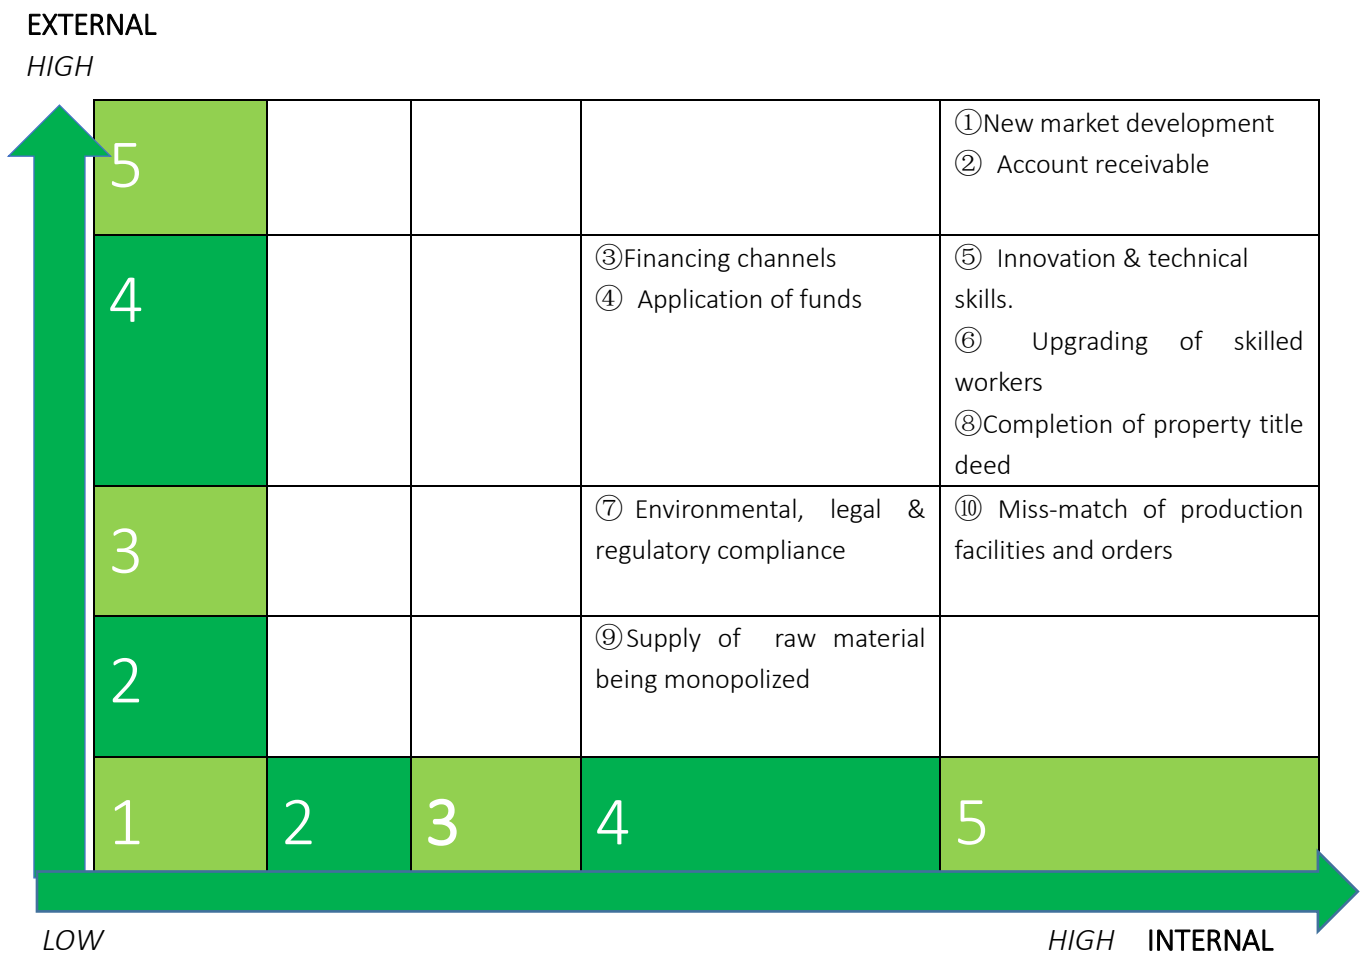 EXTERNAL
HIGH
5
①New market development
② Account receivable
4
③Financing channels
④ Application of funds
⑤ Innovation & technical
skills.
⑥ Upgrading of skilled
workers
⑧Completion of property title
deed
3
⑦ Environmental, legal &
regulatory compliance
⑩ Miss-match of production
facilities and orders
2
⑨Supply of raw material
being monopolized
1 2 3 4 5
LOW HIGH INTERNAL